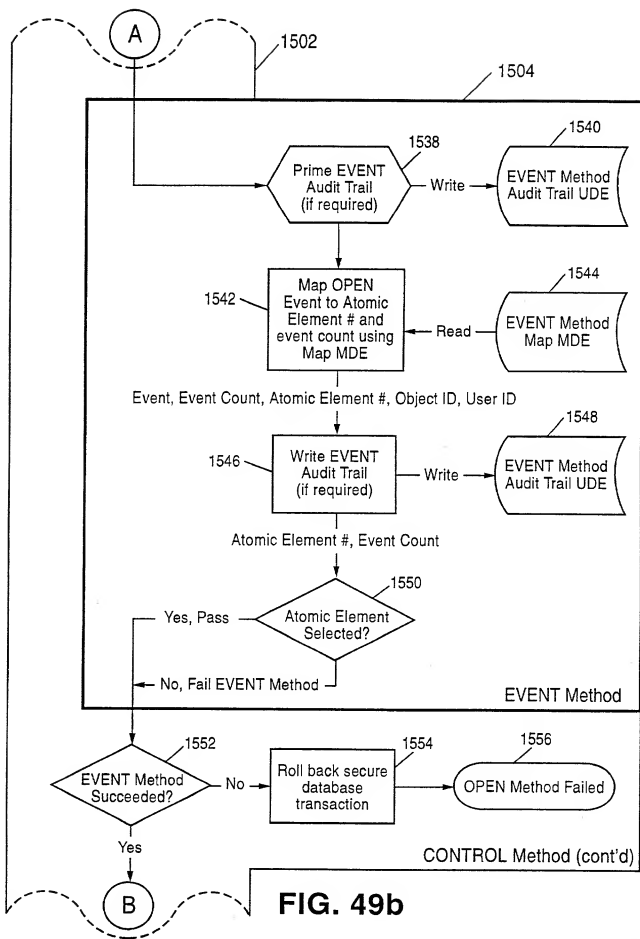 A
1502
1504
1538
1540
Prime EVENT
Audit Trail
(if required)
Write
EVENT Method
Audit Trail UDE
1542
Map OPEN
Event to Atomic
Element # and
event count using
Map MDE
1544
Read
EVENT Method
Map MDE
Event, Event Count, Atomic Element #, Object ID, User ID
1546
Write EVENT
Audit Trail
(if required)
Write
1548
EVENT Method
Audit Trail UDE
Atomic Element #, Event Count
1550
Atomic Element
Selected?
Yes, Pass
No, Fail EVENT Method
EVENT Method
1552
EVENT Method
Succeeded?
No
1554
Roll back secure
database
transaction
1556
OPEN Method Failed
Yes
CONTROL Method (cont'd)
B
FIG. 49b